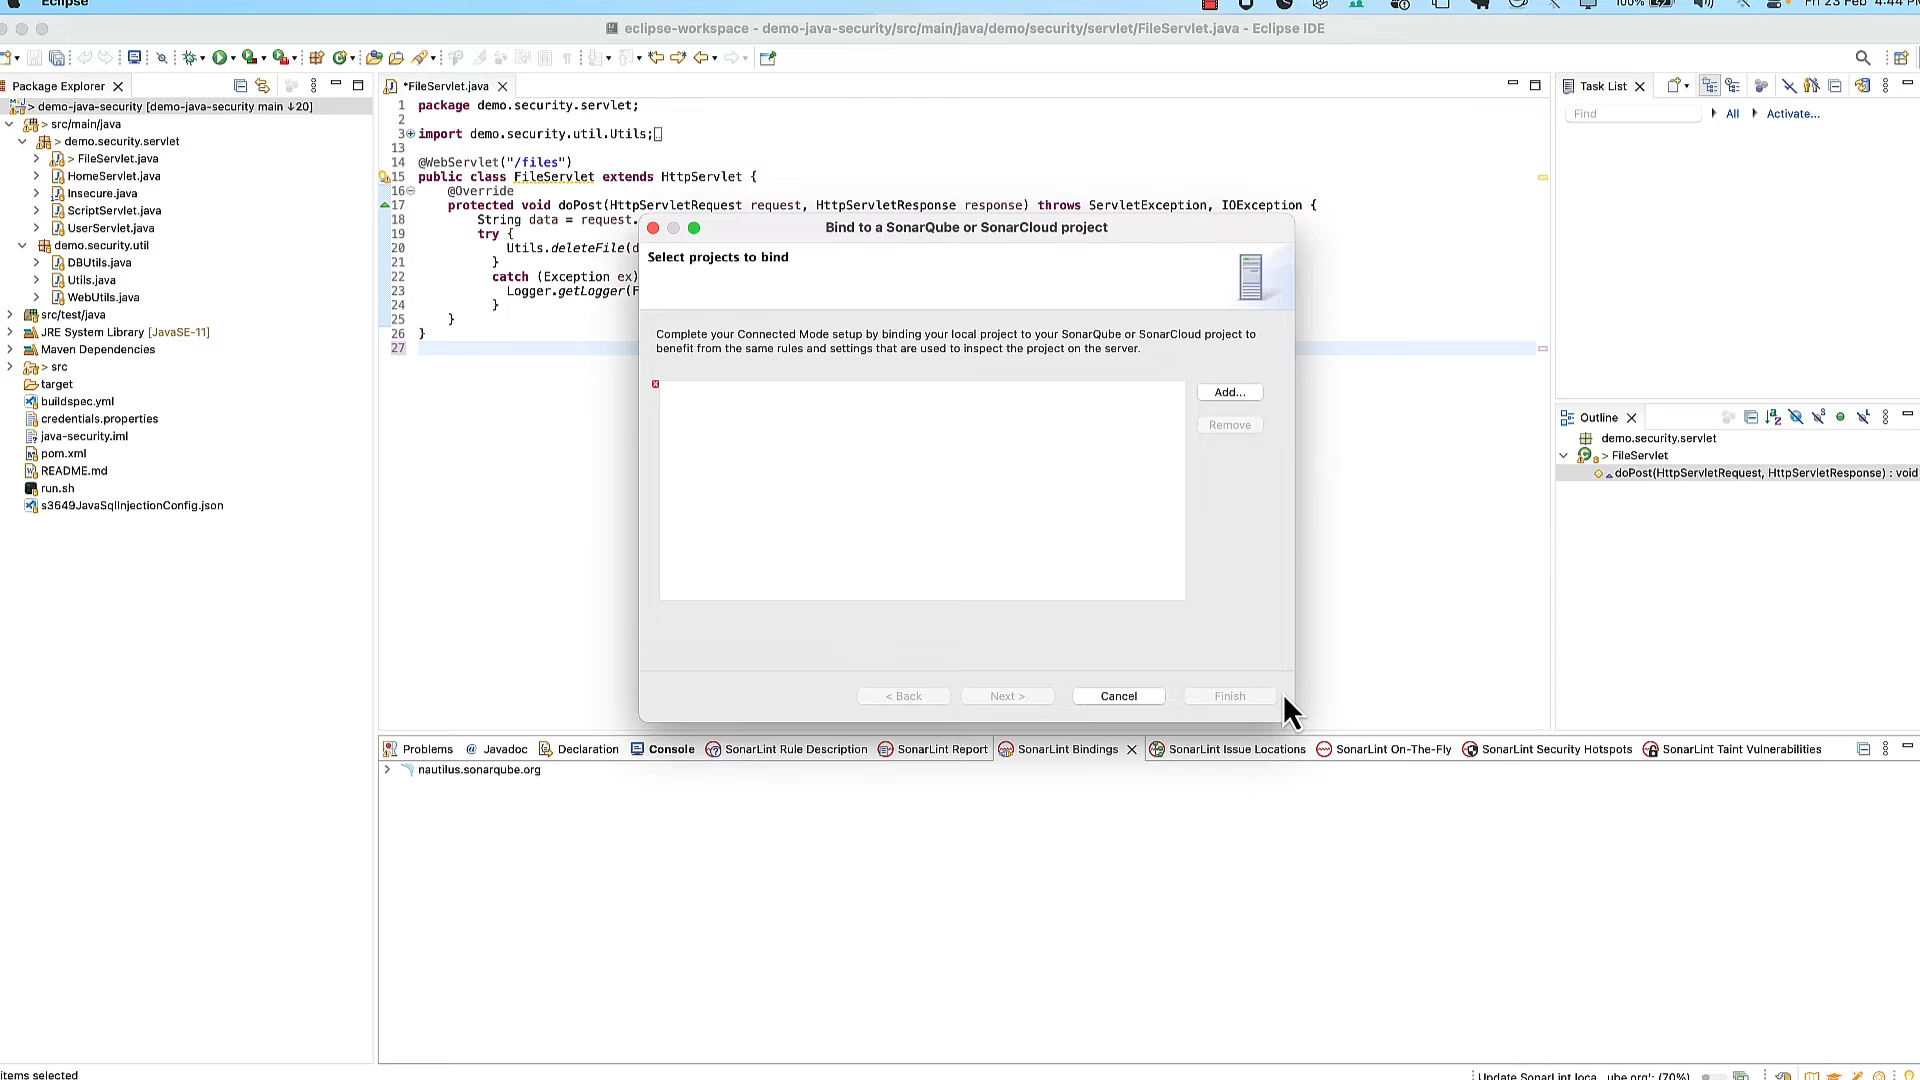 Eclipse
100%
Fri 23 Feb 4:44
eclipse-workspace - demo-java-security/src/main/java/demo/security/servlet/FileServlet.java - Eclipse IDE
Package Explorer
> demo-java-security [demo-java-security main ↓20]
> src/main/java
> demo.security.servlet
> FileServlet.java
HomeServlet.java
Insecure.java
ScriptServlet.java
UserServlet.java
demo.security.util
DBUtils.java
Utils.java
WebUtils.java
src/test/java
JRE System Library [JavaSE-11]
Maven Dependencies
> src
target
buildspec.yml
credentials.properties
java-security.iml
pom.xml
README.md
run.sh
s3649JavaSqlInjectionConfig.json
*FileServlet.java
1 package demo.security.servlet;
2
3 import demo.security.util.Utils;
13
14 @WebServlet("/files")
15 public class FileServlet extends HttpServlet {
16 @Override
17 protected void doPost(HttpServletRequest request, HttpServletResponse response) throws ServletException, IOException {
18 String data = request.
19 try {
20 Utils.deleteFile(d
21 }
22 catch (Exception ex)
23 Logger.getLogger(F
24 }
25 }
26 }
27
Bind to a SonarQube or SonarCloud project
Select projects to bind
Complete your Connected Mode setup by binding your local project to your SonarQube or SonarCloud project to
benefit from the same rules and settings that are used to inspect the project on the server.
Add...
Remove
< Back
Next >
Cancel
Finish
Task List
Find
All
Activate...
Outline
demo.security.servlet
> FileServlet
doPost(HttpServletRequest, HttpServletResponse) : void
Problems
@ Javadoc
Declaration
Console
SonarLint Rule Description
SonarLint Report
SonarLint Bindings
SonarLint Issue Locations
SonarLint On-The-Fly
SonarLint Security Hotspots
SonarLint Taint Vulnerabilities
nautilus.sonarqube.org
items selected
Update SonarLint loca...ube.org': (70%)